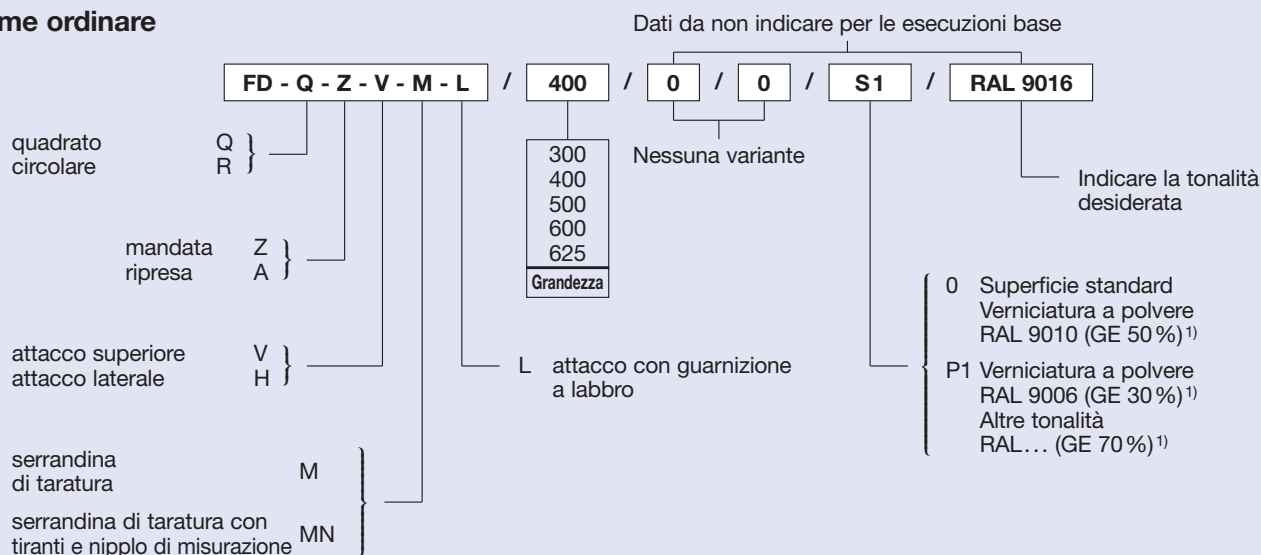 me ordinare
Dati da non indicare per le esecuzioni base
FD - Q - Z - V - M - L / 400 / 0 / 0 / S1 / RAL 9016
quadrato Q
circolare R
300
400
500
600
625
Grandezza
Nessuna variante
Indicare la tonalità
desiderata
mandata Z
ripresa A
attacco superiore V
attacco laterale H
L attacco con guarnizione
a labbro
0 Superficie standard
Verniciatura a polvere
RAL 9010 (GE 50 %) 1)
P1 Verniciatura a polvere
RAL 9006 (GE 30 %) 1)
Altre tonalità
RAL... (GE 70 %) 1)
serrandina
di taratura M
serrandina di taratura con
tiranti e nipplo di misurazione MN